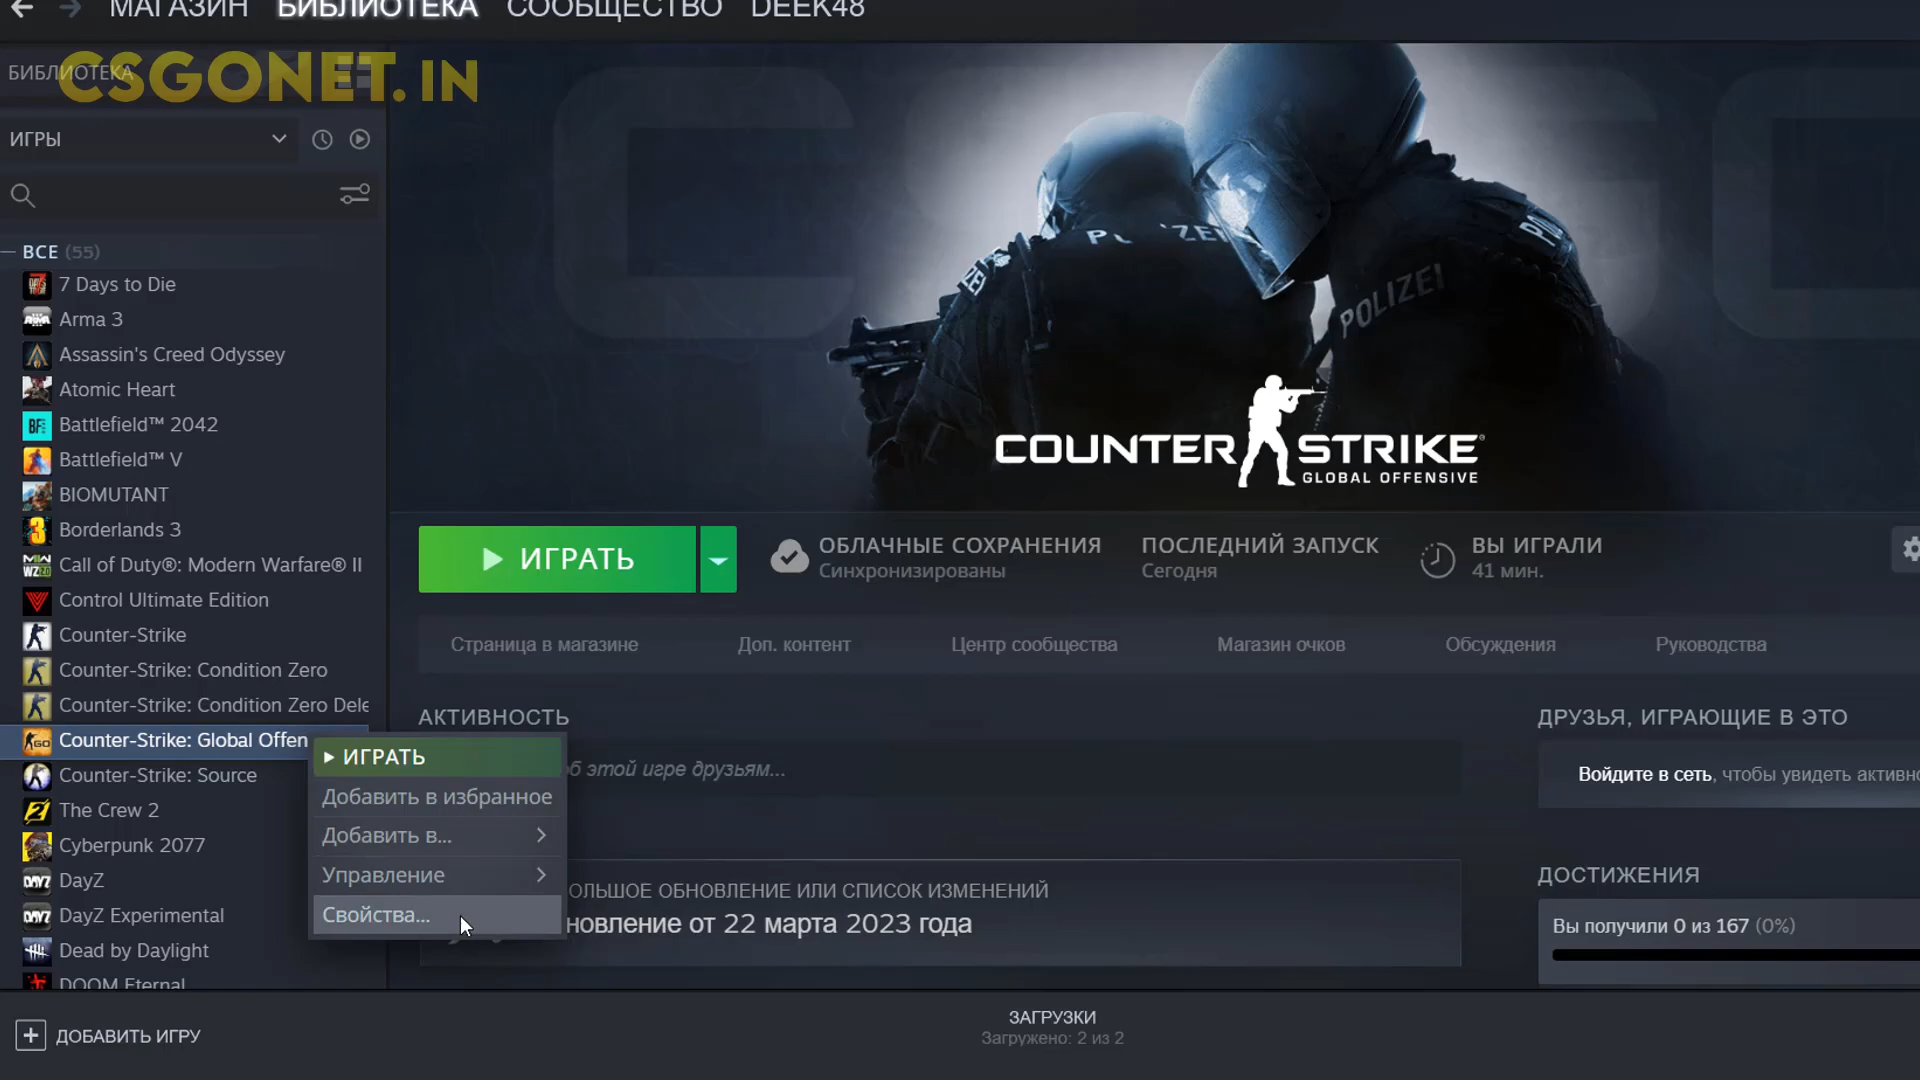 МАГАЗИН БИБЛИОТЕКА СООБЩЕСТВО DEEK48
БИБЛИОТЕКА
CSGONET.IN
ИГРЫ
ВСЕ (55)
7 Days to Die
Arma 3
Assassin's Creed Odyssey
Atomic Heart
Battlefield™ 2042
Battlefield™ V
BIOMUTANT
Borderlands 3
Call of Duty®: Modern Warfare® II
Control Ultimate Edition
Counter-Strike
Counter-Strike: Condition Zero
Counter-Strike: Condition Zero Dele
Counter-Strike: Global Offen
Counter-Strike: Source
The Crew 2
Cyberpunk 2077
DayZ
DayZ Experimental
Dead by Daylight
DOOM Eternal
ДОБАВИТЬ ИГРУ
ИГРАТЬ
Добавить в избранное
Добавить в...
Управление
Свойства...
POLIZEI
COUNTER STRIKE®
GLOBAL OFFENSIVE
ИГРАТЬ
ОБЛАЧНЫЕ СОХРАНЕНИЯ
Синхронизированы
ПОСЛЕДНИЙ ЗАПУСК
Сегодня
ВЫ ИГРАЛИ
41 мин.
Страница в магазине Доп. контент Центр сообщества Магазин очков Обсуждения Руководства
АКТИВНОСТЬ
об этой игре друзьям...
ОЛЬШОЕ ОБНОВЛЕНИЕ ИЛИ СПИСОК ИЗМЕНЕНИЙ
новление от 22 марта 2023 года
ДРУЗЬЯ, ИГРАЮЩИЕ В ЭТО
Войдите в сеть, чтобы увидеть активно
ДОСТИЖЕНИЯ
Вы получили 0 из 167 (0%)
ЗАГРУЗКИ
Загружено: 2 из 2